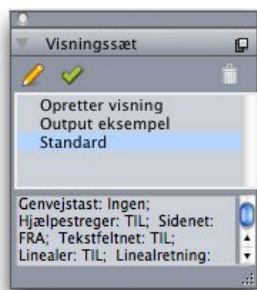 Visningssæt
Opretter visning
Output eksempel
Standard
Genvejstast: Ingen;
Hjælpestreger: TIL; Sidenet:
FRA; Tekstfeltnet: TIL;
Linealer: TIL; Linealretning: